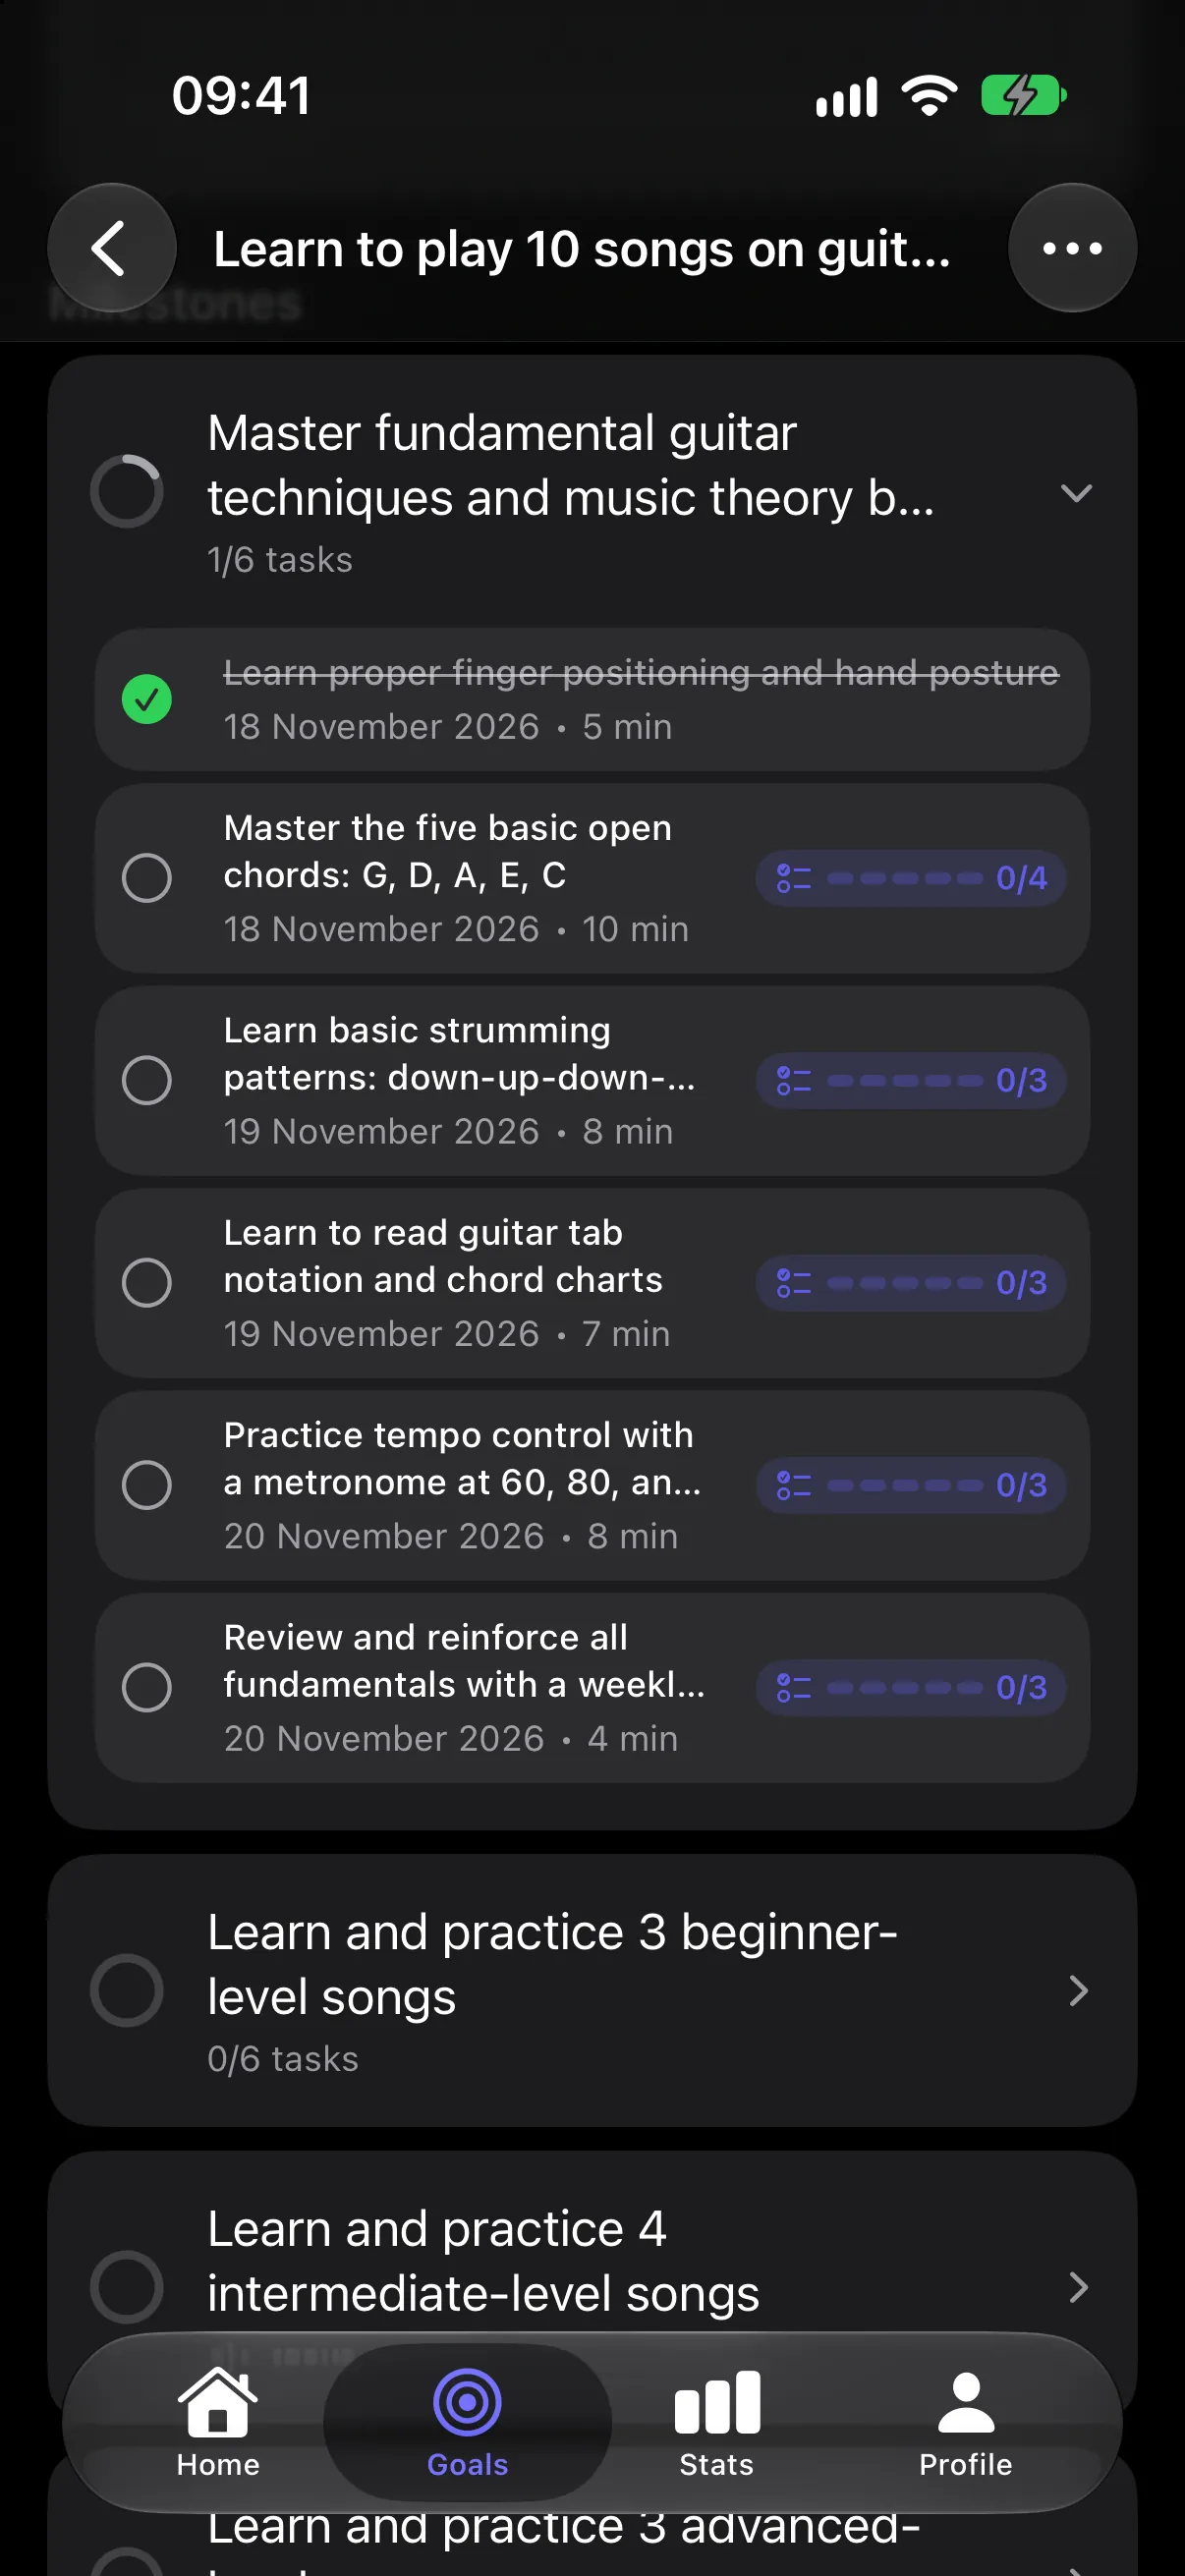 09:41
Learn to play 10 songs on guit...
Milestones
Master fundamental guitar
techniques and music theory b...
1/6 tasks
Learn proper finger positioning and hand posture
18 November 2026 • 5 min
Master the five basic open
chords: G, D, A, E, C
0/4
18 November 2026 • 10 min
Learn basic strumming
patterns: down-up-down-...
0/3
19 November 2026 • 8 min
Learn to read guitar tab
notation and chord charts
0/3
19 November 2026 • 7 min
Practice tempo control with
a metronome at 60, 80, an...
0/3
20 November 2026 • 8 min
Review and reinforce all
fundamentals with a weekl...
0/3
20 November 2026 • 4 min
Learn and practice 3 beginner-
level songs
0/6 tasks
Learn and practice 4
intermediate-level songs
Home
Goals
Stats
Profile
Learn and practice 3 advanced-